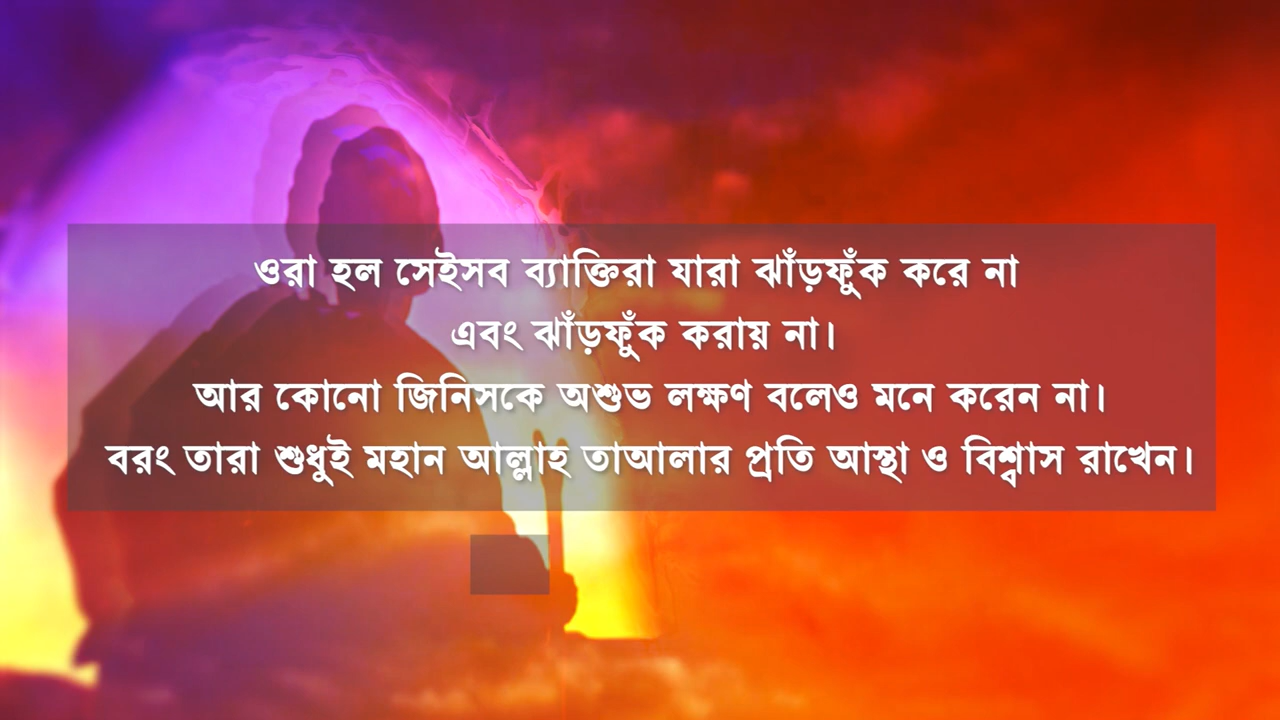 ওরা হল সেইসব ব্যাক্তিরা যারা ঝাঁড়ফুঁক করে না
এবং ঝাঁড়ফুঁক করায় না।
আর কোনো জিনিসকে অশুভ লক্ষণ বলেও মনে করেন না।
বরং তারা শুধুই মহান আল্লাহ তাআলার প্রতি আস্থা ও বিশ্বাস রাখেন।